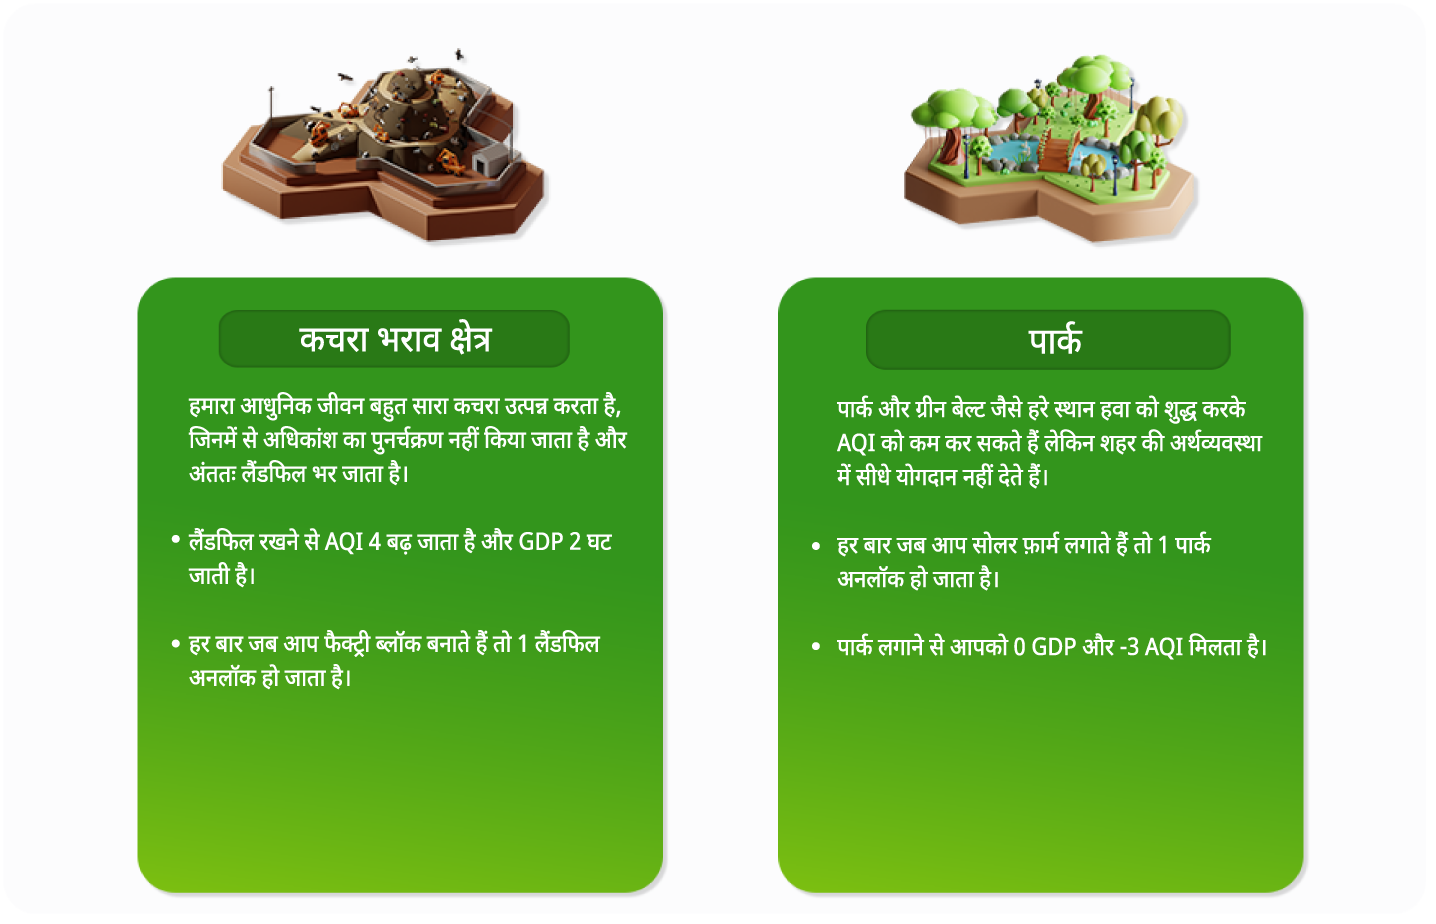 कचरा भराव क्षेत्र
हमारा आधुनिक जीवन बहुत सारा कचरा उत्पन्न करता है,
जिनमें से अधिकांश का पुनर्चक्रण नहीं किया जाता है और
अंततः लैंडफिल भर जाता है।
• लैंडफिल रखने से AQI 4 बढ़ जाता है और GDP 2 घट
जाती है।
• हर बार जब आप फैक्ट्री ब्लॉक बनाते हैं तो 1 लैंडफिल
अनलॉक हो जाता है।
पार्क
पार्क और ग्रीन बेल्ट जैसे हरे स्थान हवा को शुद्ध करके
AQI को कम कर सकते हैं लेकिन शहर की अर्थव्यवस्था
में सीधे योगदान नहीं देते हैं।
• हर बार जब आप सोलर फ़ार्म लगाते हैं तो 1 पार्क
अनलॉक हो जाता है।
• पार्क लगाने से आपको 0 GDP और -3 AQI मिलता है।